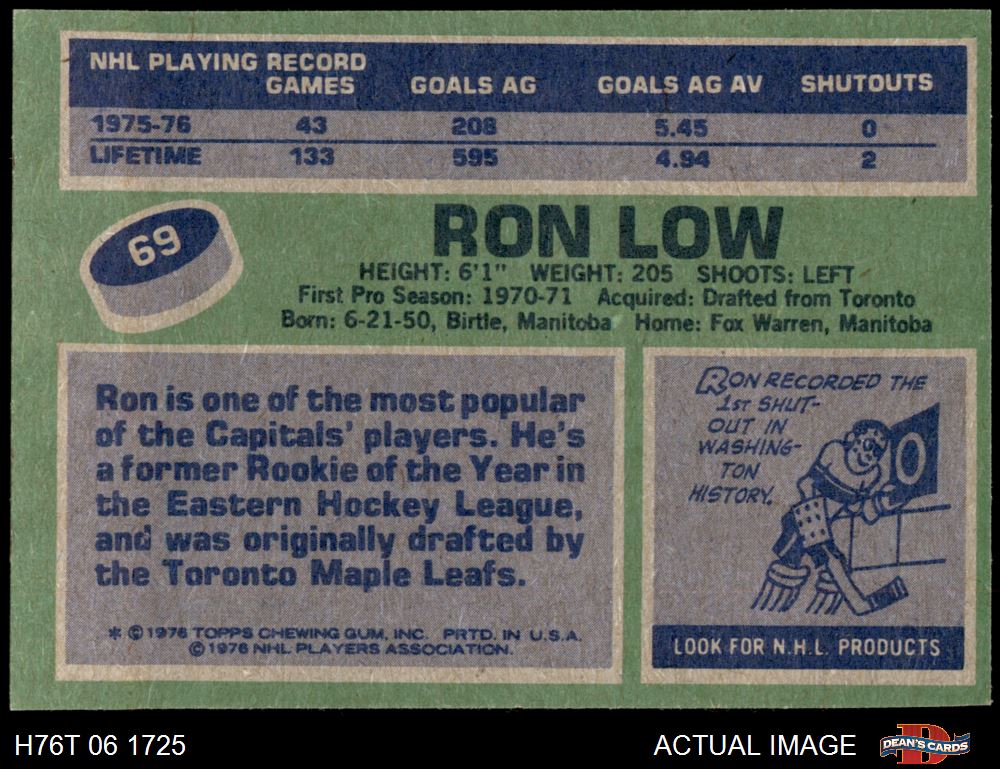 NHL PLAYING RECORD
GAMES GOALS AG GOALS AG AV SHUTOUTS
1975-76 43 208 5.45 0
LIFETIME 133 595 4.94 2
69
RON LOW
HEIGHT: 6'1" WEIGHT: 205 SHOOTS: LEFT
First Pro Season: 1970-71 Acquired: Drafted from Toronto
Born: 6-21-50, Birtle, Manitoba Home: Fox Warren, Manitoba
Ron is one of the most popular
of the Capitals' players. He's
a former Rookie of the Year in
the Eastern Hockey League,
and was originally drafted by
the Toronto Maple Leafs.
* © 1976 TOPPS CHEWING GUM, INC. PRTD. IN U.S.A.
© 1976 NHL PLAYERS ASSOCIATION.
RON RECORDED THE
1ST SHUT-
OUT IN
WASHING-
TON
HISTORY.
0
LOOK FOR N.H.L. PRODUCTS
H76T 06 1725
ACTUAL IMAGE
D
DEAN'S CARDS